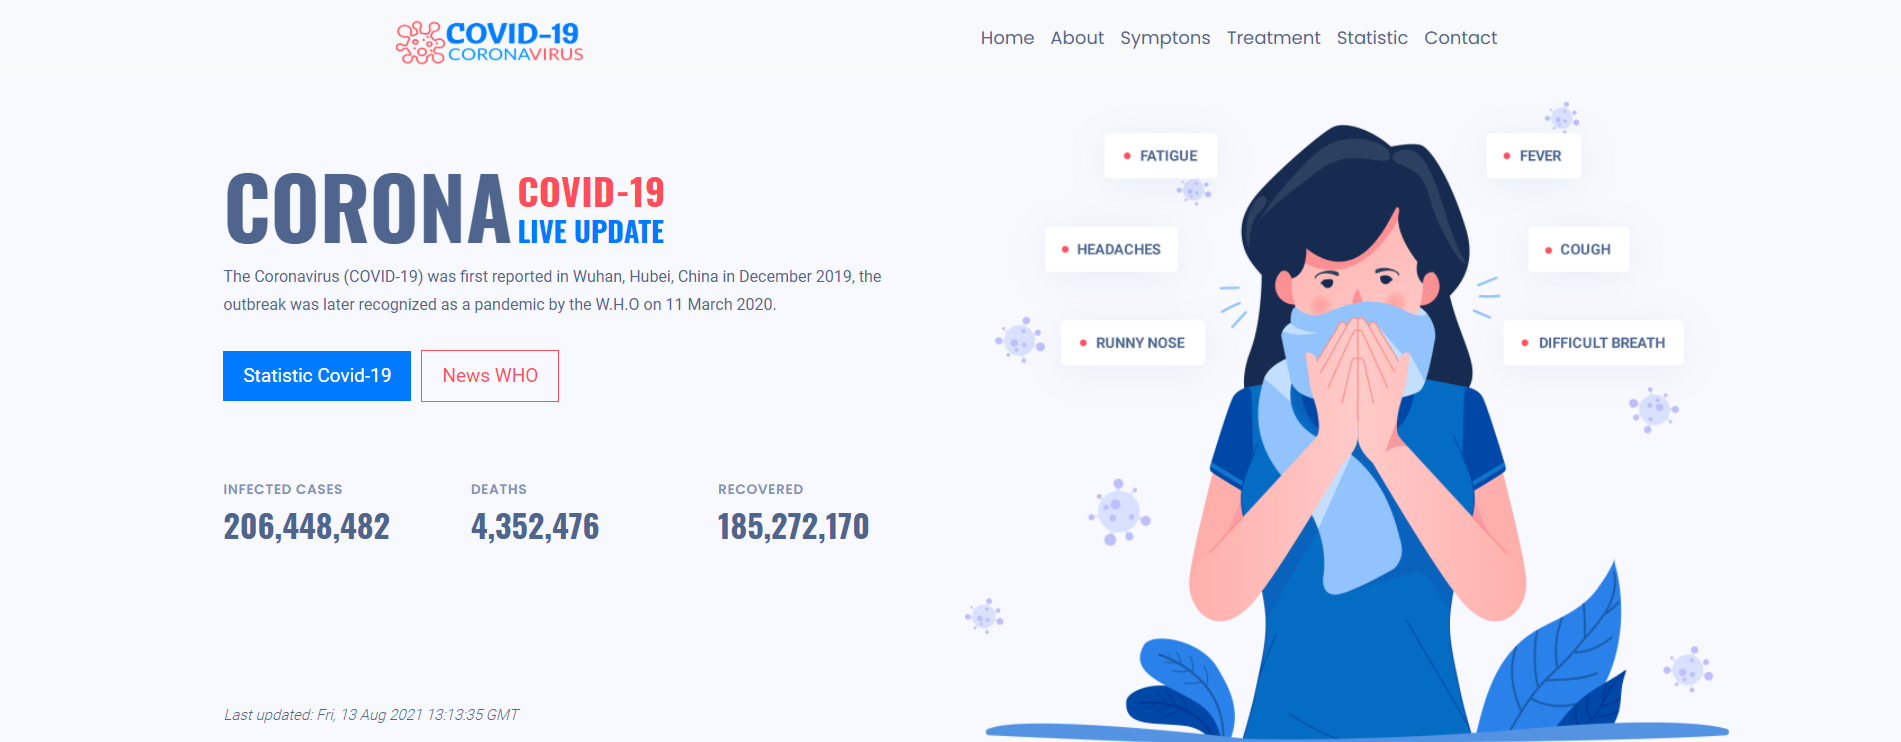 COVID-19
CORONAVIRUS
Home About Symptons Treatment Statistic Contact
CORONA
COVID-19
LIVE UPDATE
The Coronavirus (COVID-19) was first reported in Wuhan, Hubei, China in December 2019, the
outbreak was later recognized as a pandemic by the W.H.O on 11 March 2020.
Statistic Covid-19
News WHO
INFECTED CASES
206,448,482
DEATHS
4,352,476
RECOVERED
185,272,170
Last updated: Fri, 13 Aug 2021 13:13:35 GMT
FATIGUE
FEVER
HEADACHES
COUGH
RUNNY NOSE
DIFFICULT BREATH